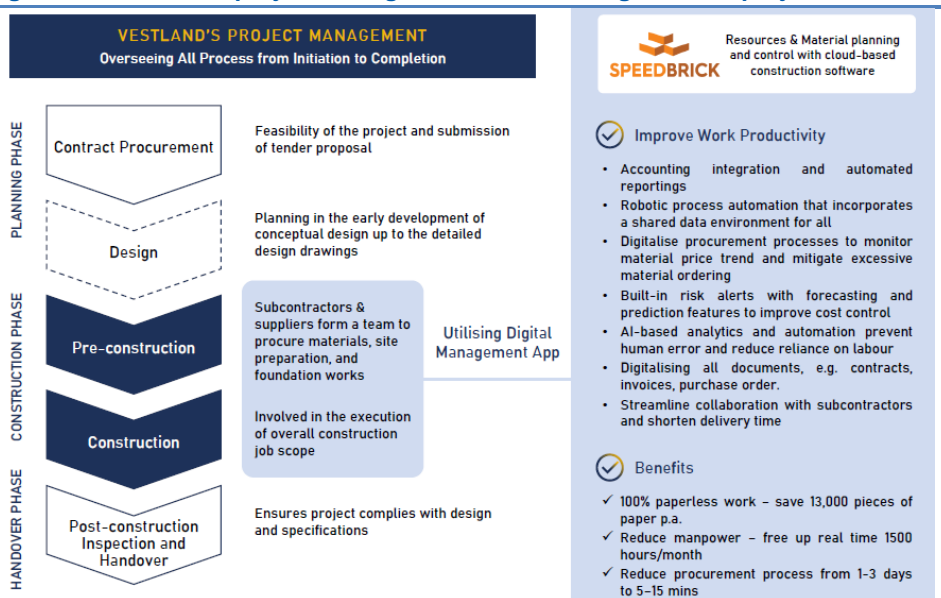 VESTLAND'S PROJECT MANAGEMENT
Overseeing All Process from Initiation to Completion
PLANNING PHASE
Contract Procurement
Feasibility of the project and submission
of tender proposal
Design
Planning in the early development of
conceptual design up to the detailed
design drawings
CONSTRUCTION PHASE
Pre-construction
Subcontractors &
suppliers form a team to
procure materials, site
preparation, and
foundation works
Construction
Involved in the execution
of overall construction
job scope
Utilising Digital
Management App
HANDOVER PHASE
Post-construction
Inspection and
Handover
Ensures project complies with design
and specifications
SPEEDBRICK
Resources & Material planning
and control with cloud-based
construction software
Improve Work Productivity
• Accounting integration and automated
reportings
• Robotic process automation that incorporates
a shared data environment for all
• Digitalise procurement processes to monitor
material price trend and mitigate excessive
material ordering
• Built-in risk alerts with forecasting and
prediction features to improve cost control
• AI-based analytics and automation prevent
human error and reduce reliance on labour
• Digitalising all documents, e.g. contracts,
invoices, purchase order.
• Streamline collaboration with subcontractors
and shorten delivery time
Benefits
✓ 100% paperless work – save 13,000 pieces of
paper p.a.
✓ Reduce manpower – free up real time 1500
hours/month
✓ Reduce procurement process from 1-3 days
to 5–15 mins